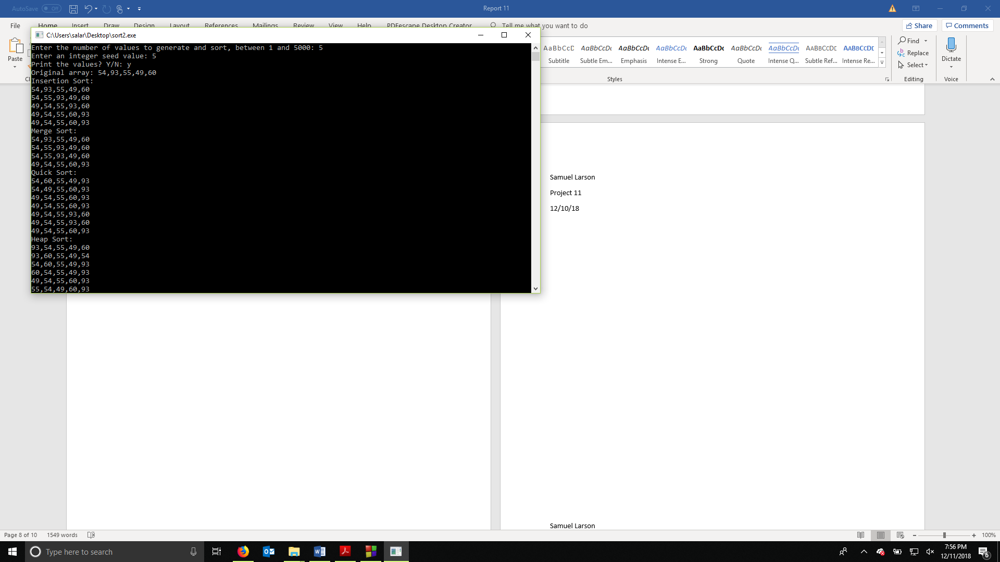 AutoSave Off
Report 11
File Home Insert Draw Design Layout References Mailings Review View Help PDFescape Desktop Creator Tell me what you want to do
Share Comments
C:\Users\salar\Desktop\sort2.exe
Enter the number of values to generate and sort, between 1 and 5000: 5
Enter an integer seed value: 5
Print the values? Y/N: y
Original array: 54,93,55,49,60
Insertion Sort:
54,93,55,49,60
54,55,93,49,60
49,54,55,93,60
49,54,55,60,93
49,54,55,60,93
Merge Sort:
54,93,55,49,60
54,55,93,49,60
54,55,93,49,60
49,54,55,60,93
Quick Sort:
54,60,55,49,93
54,49,55,60,93
49,54,55,60,93
49,54,55,60,93
49,54,55,93,60
49,54,55,93,60
49,54,55,60,93
Heap Sort:
93,54,55,49,60
93,60,55,49,54
54,60,55,49,93
60,54,55,49,93
49,54,55,60,93
55,54,49,60,93
Paste
AaBbCcD AaBbCcDc AaBbCcDc AaBbCcDc AaBbCcDc AaBbCcDc AaBbCcDc AABBCCDE AABBCCDE
Subtitle Subtle Em... Emphasis Intense E... Strong Quote Intense Q... Subtle Ref... Intense Re...
Styles
Find
Replace
Select
Editing
Dictate
Voice
Samuel Larson
Project 11
12/10/18
Samuel Larson
Page 8 of 10 1549 words
100%
Type here to search
7:56 PM
12/11/2018
6